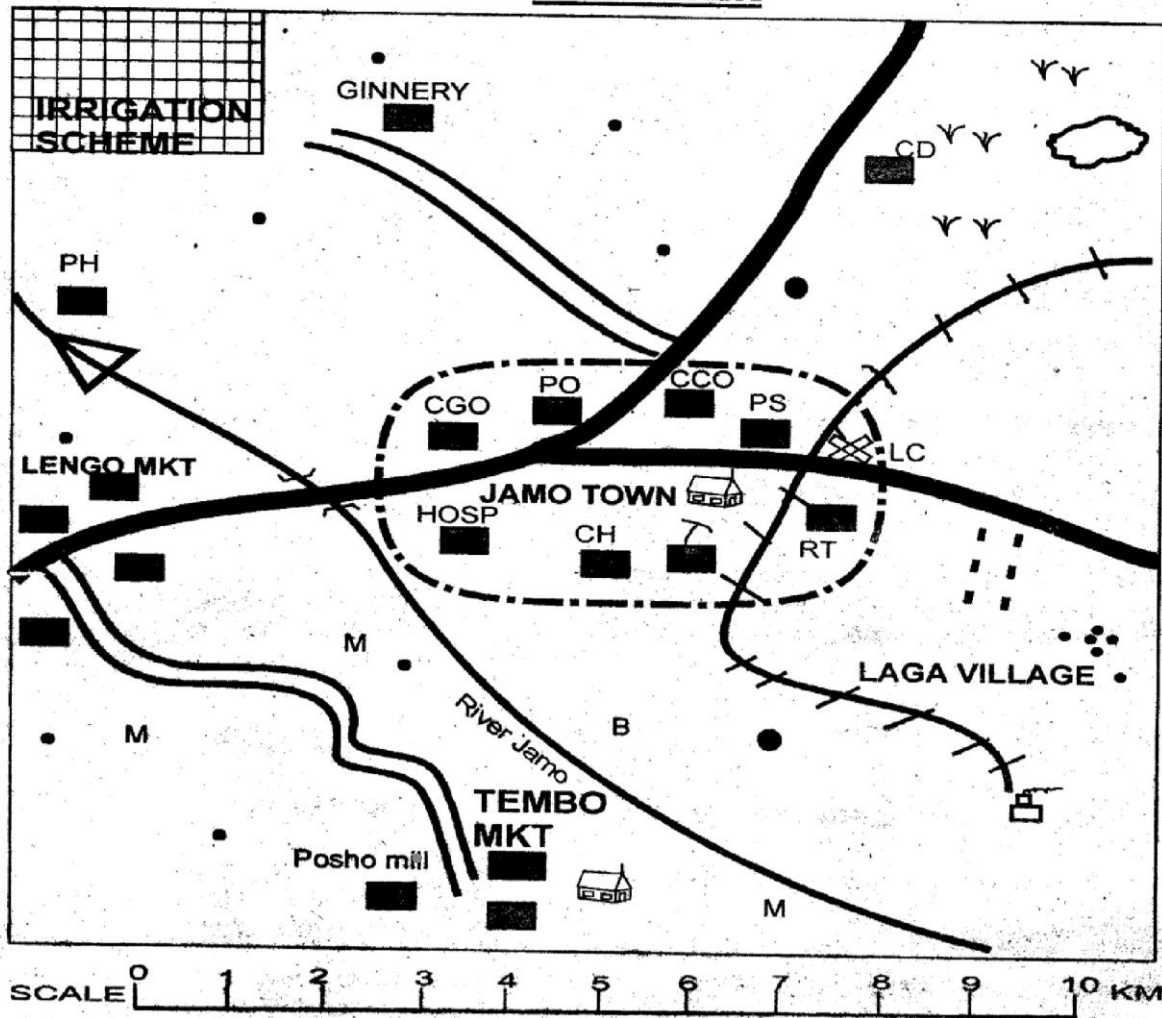 IRRIGATION
SCHEME
GINNERY
CD
PH
PO
CCO
CGO
PS
LC
LENGO MKT
JAMO TOWN
HOSP
CH
RT
M
LAGA VILLAGE
B
M
River Jamo
TEMBO
MKT
Posho mill
M
SCALE 0 1 2 3 4 5 6 7 8 9 10 KM